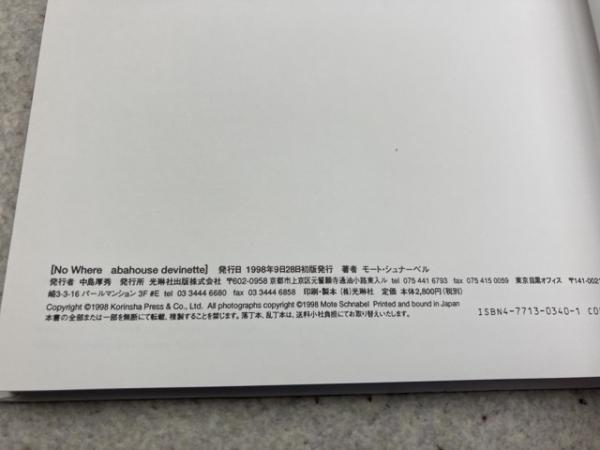 [No Where　abahouse devinette]　発行日 1998年9月28日初版発行　著者 モート・シュナーベル
発行者 中島厚秀　発行所 光琳社出版株式会社　〒602-0958 京都市上京区元誓願寺通油小路東入ル tel 075 441 6793　fax 075 415 0059　東京目黒オフィス　〒141-002
崎3-3-16 パールマンション 3F #E tel 03 3444 6680　fax 03 3444 6858　印刷・製本 (株)光琳社　定価 本体2,800円(税別)
Copyright ©1998 Korinsha Press & Co., Ltd. All photographs copyright ©1998 Mote Schnabel Printed and bound in Japan
本書の全部または一部を無断にて転載、複製することを禁じます。落丁本、乱丁本は、送料小社負担にてお取り替えいたします。
ISBN4-7713-0340-1 C0